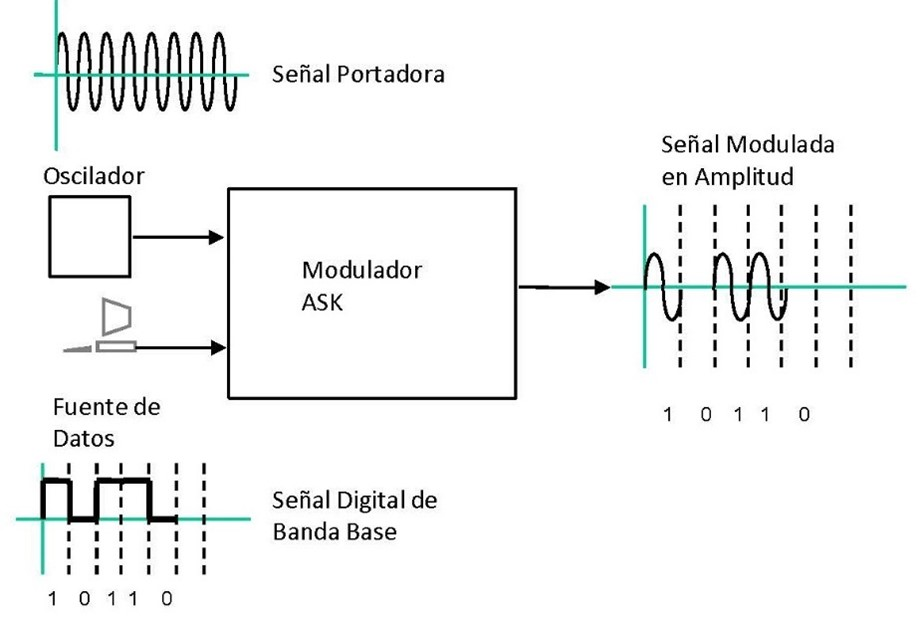 Señal Portadora
Señal Modulada
en Amplitud
Oscilador
Modulador
ASK
Fuente de
Datos
1 0 1 1 0
Señal Digital de
Banda Base
1 0 1 1 0